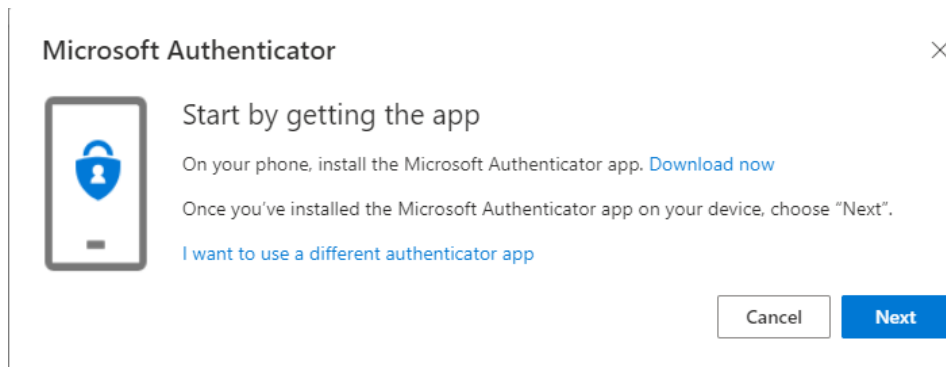 Microsoft Authenticator
Start by getting the app
On your phone, install the Microsoft Authenticator app. Download now
Once you've installed the Microsoft Authenticator app on your device, choose “Next”.
I want to use a different authenticator app
Cancel
Next